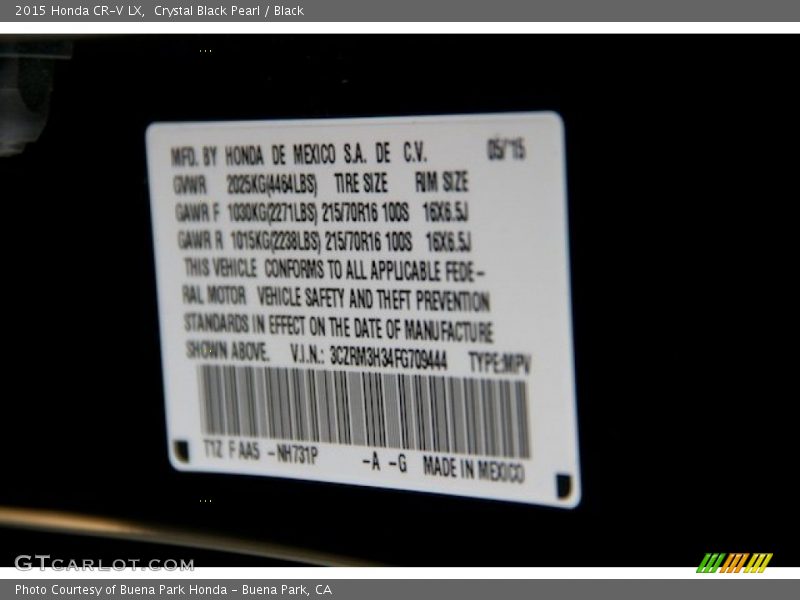 2015 Honda CR-V LX,  Crystal Black Pearl / Black
MFD. BY HONDA DE MEXICO S.A. DE C.V. 05/'15
GVWR 2025KG(4464LBS) TIRE SIZE RIM SIZE
GAWR F 1030KG(2271LBS) 215/70R16 100S 16X6.5J
GAWR R 1015KG(2238LBS) 215/70R16 100S 16X6.5J
THIS VEHICLE CONFORMS TO ALL APPLICABLE FEDE-
RAL MOTOR VEHICLE SAFETY AND THEFT PREVENTION
STANDARDS IN EFFECT ON THE DATE OF MANUFACTURE
SHOWN ABOVE. V.I.N.: 3CZRM3H34FG709444 TYPE:MPV
T1Z F AA5 -NH731P -A -G MADE IN MEXICO
GTCARLOT.COM
Photo Courtesy of Buena Park Honda - Buena Park, CA